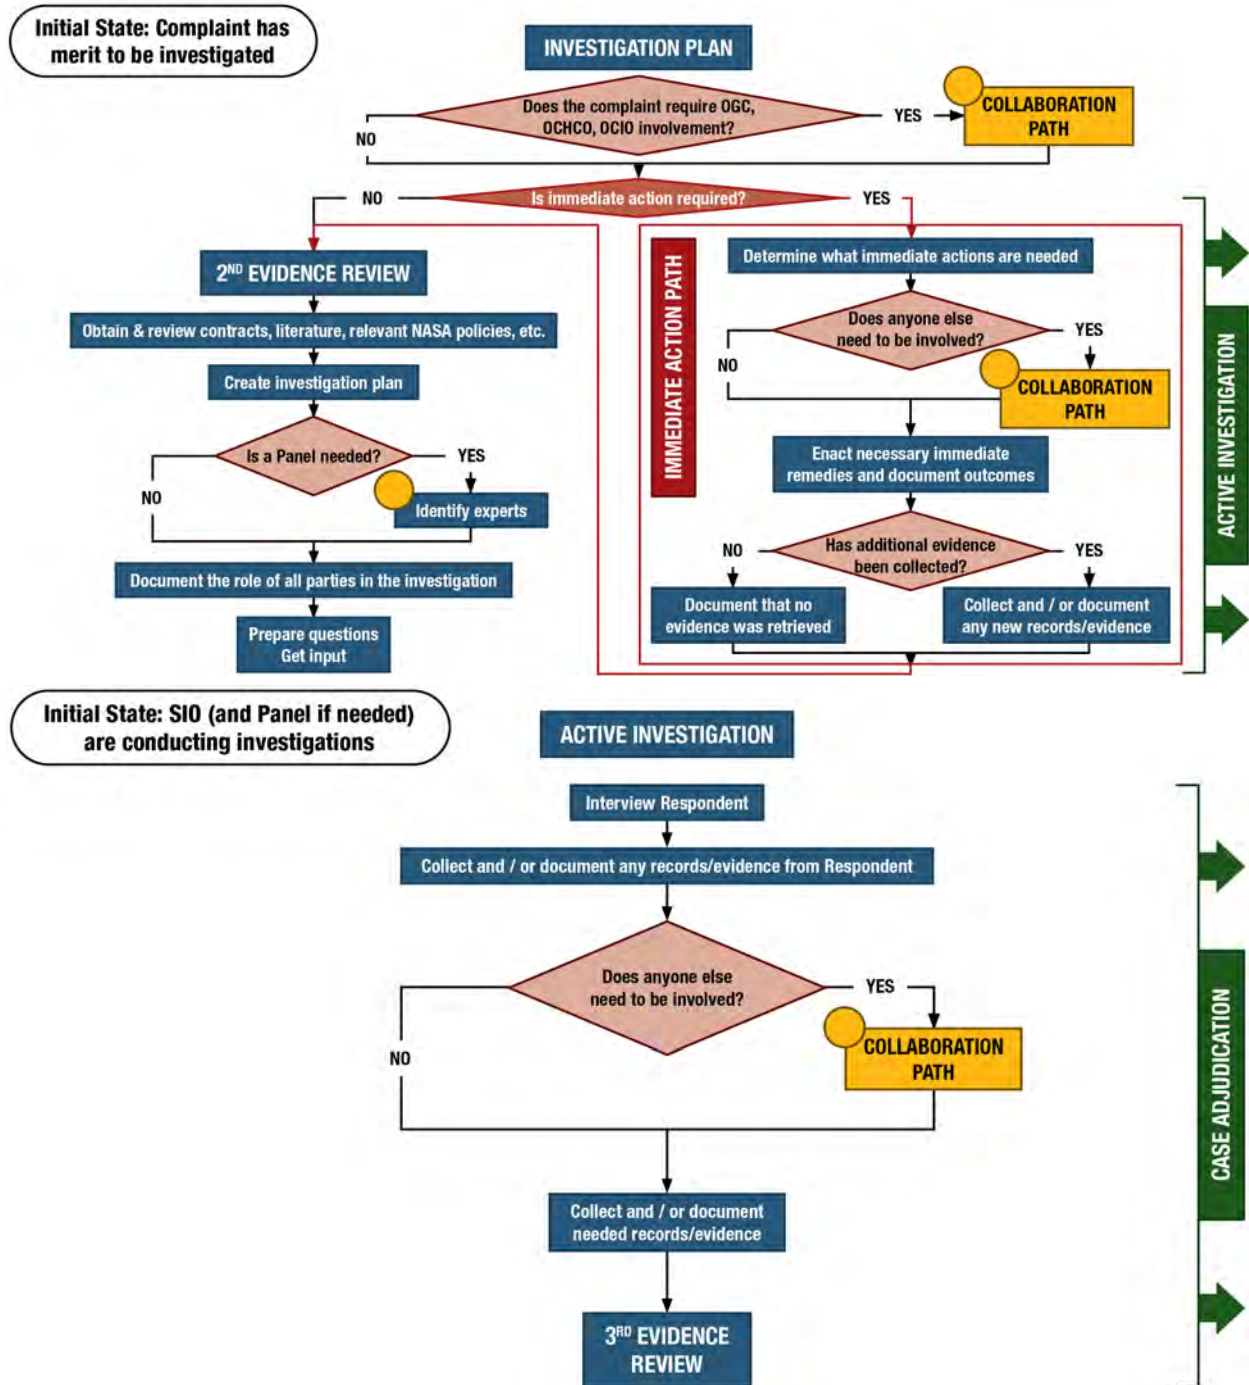 Initial State: Complaint has
merit to be investigated
INVESTIGATION PLAN
Does the complaint require OGC,
OCHCO, OCIO involvement?
YES
COLLABORATION
PATH
NO
Is immediate action required?
NO
YES
2ND EVIDENCE REVIEW
Obtain & review contracts, literature, relevant NASA policies, etc.
Create investigation plan
Is a Panel needed?
YES
NO
Identify experts
Document the role of all parties in the investigation
Prepare questions
Get input
IMMEDIATE ACTION PATH
Determine what immediate actions are needed
Does anyone else
need to be involved?
YES
NO
COLLABORATION
PATH
Enact necessary immediate
remedies and document outcomes
Has additional evidence
been collected?
NO
YES
Document that no
evidence was retrieved
Collect and / or document
any new records/evidence
ACTIVE INVESTIGATION
Initial State: SIO (and Panel if needed)
are conducting investigations
ACTIVE INVESTIGATION
Interview Respondent
Collect and / or document any records/evidence from Respondent
Does anyone else
need to be involved?
YES
NO
COLLABORATION
PATH
Collect and / or document
needed records/evidence
3RD EVIDENCE
REVIEW
CASE ADJUDICATION